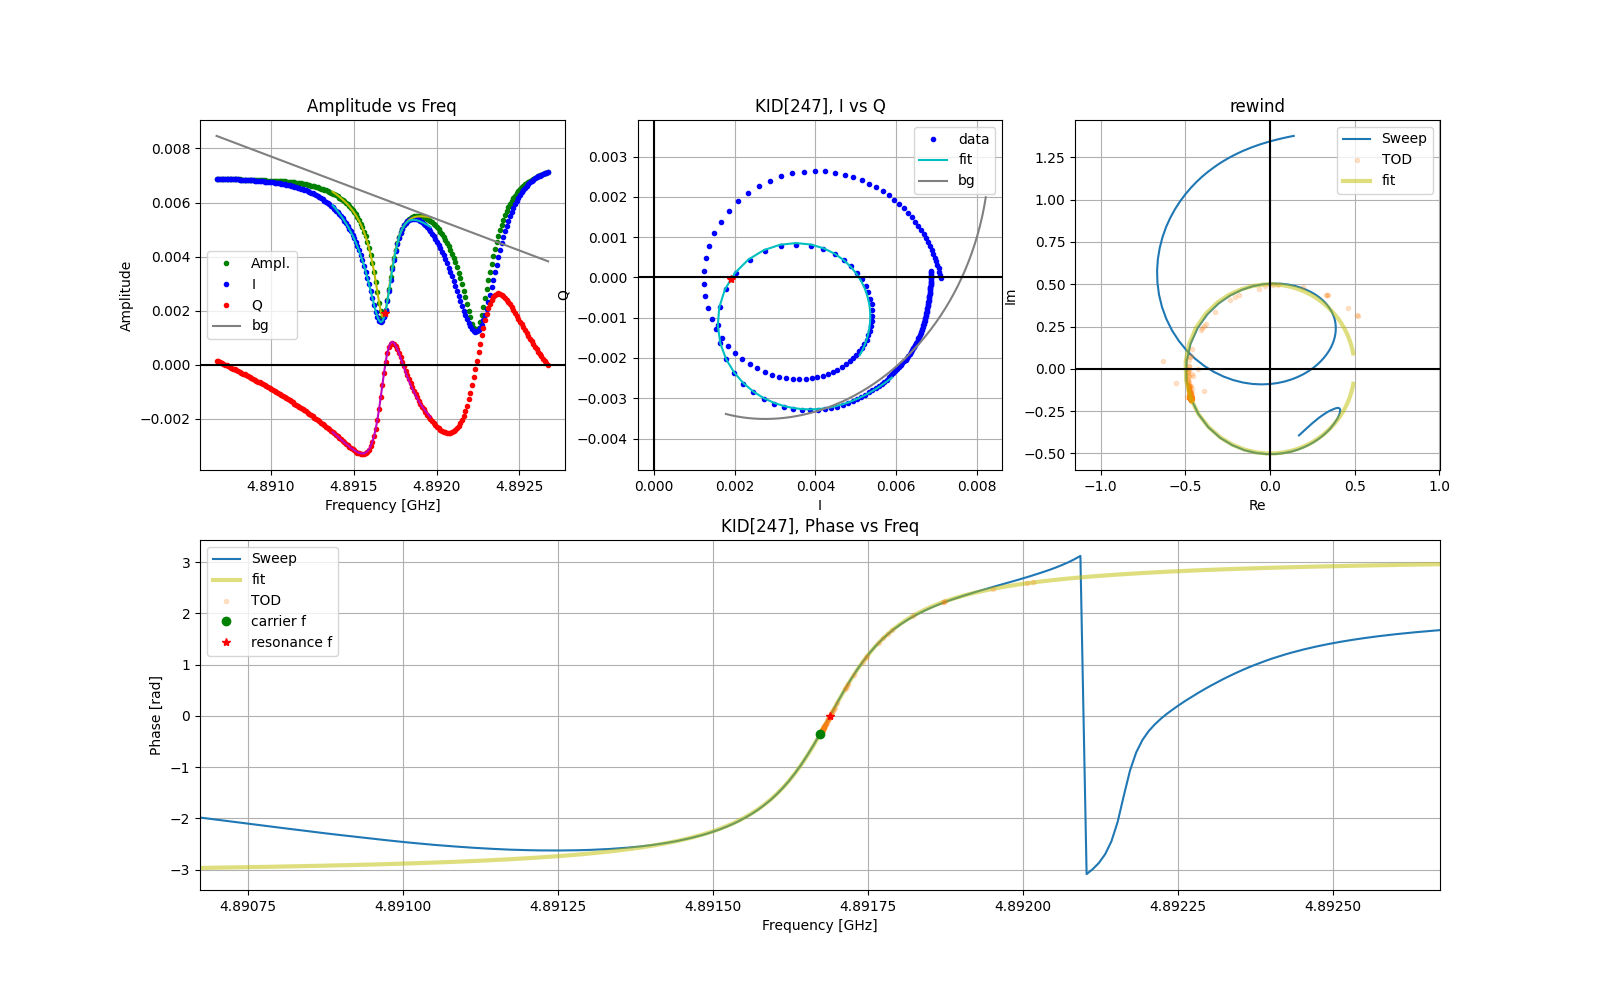 Amplitude vs Freq
0.008
0.006
0.004
0.002
0.000
−0.002
Amplitude
Ampl.
I
Q
bg
4.8910
4.8915
4.8920
4.8925
Frequency [GHz]
KID[247], I vs Q
0.003
0.002
0.001
0.000
−0.001
−0.002
−0.003
−0.004
Q
data
fit
bg
0.000
0.002
0.004
0.006
0.008
I
rewind
1.25
1.00
0.75
0.50
0.25
0.00
−0.25
−0.50
Im
Sweep
TOD
fit
−1.0
−0.5
0.0
0.5
1.0
Re
KID[247], Phase vs Freq
3
2
1
0
−1
−2
−3
Phase [rad]
Sweep
fit
TOD
carrier f
resonance f
4.89075
4.89100
4.89125
4.89150
4.89175
4.89200
4.89225
4.89250
Frequency [GHz]